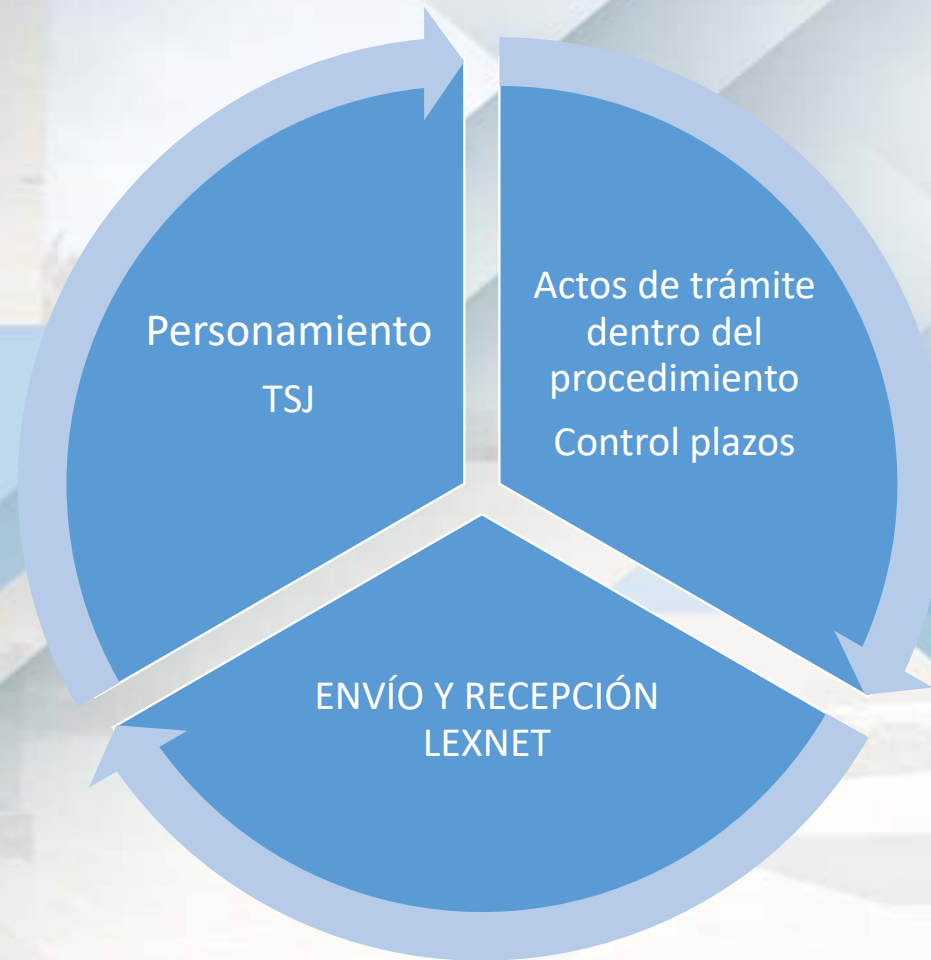 Personamiento
TSJ
Actos de trámite
dentro del
procedimiento
Control plazos
ENVÍO Y RECEPCIÓN
LEXNET